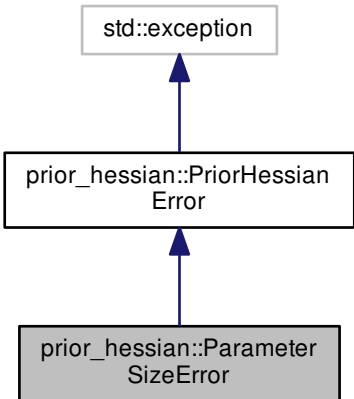 std::exception
prior_hessian::PriorHessian
Error
prior_hessian::Parameter
SizeError